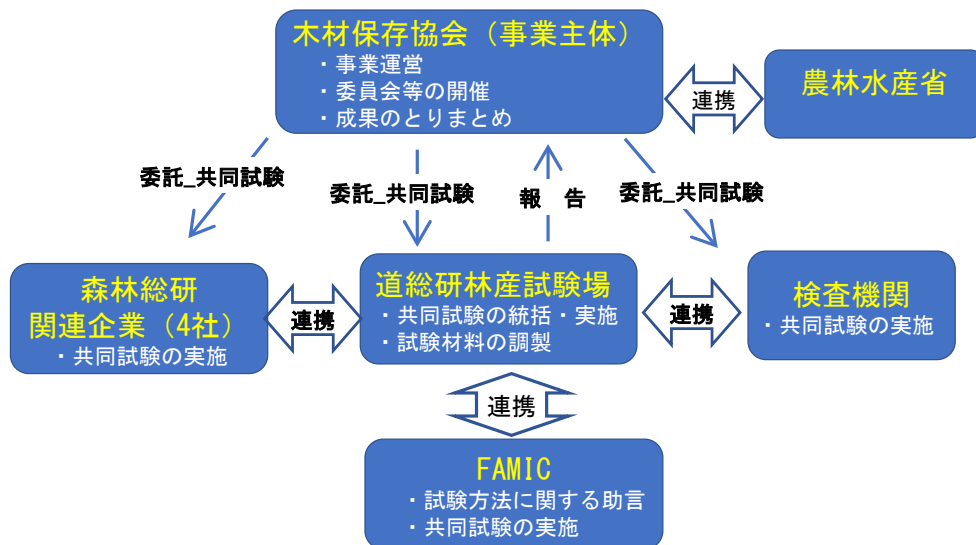 木材保存協会（事業主体）
・事業運営
・委員会等の開催
・成果のとりまとめ
連携
農林水産省
委託_共同試験
委託_共同試験
報　告
委託_共同試験
森林総研
関連企業（4社）
・共同試験の実施
連携
道総研林産試験場
・共同試験の統括・実施
・試験材料の調製
連携
検査機関
・共同試験の実施
連携
FAMIC
・試験方法に関する助言
・共同試験の実施